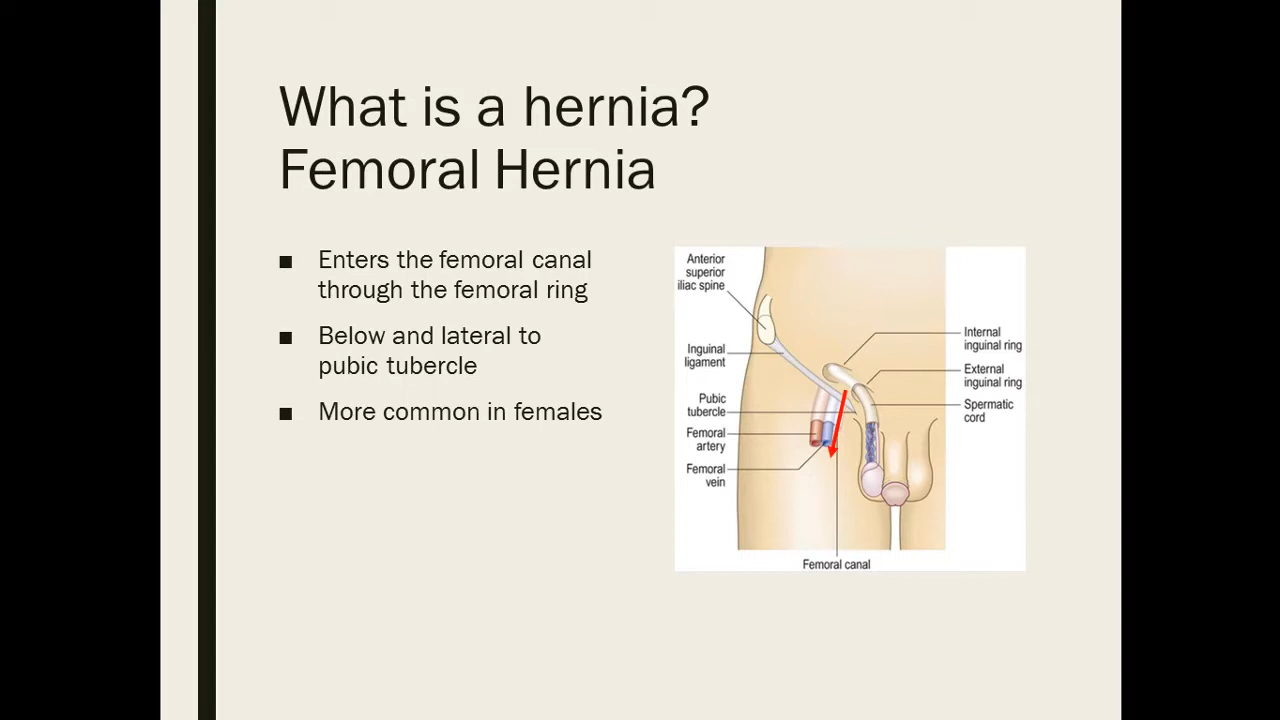 What is a hernia?
Femoral Hernia
■ Enters the femoral canal
through the femoral ring
■ Below and lateral to
pubic tubercle
■ More common in females
Anterior
superior
iliac spine
Inguinal
ligament
Pubic
tubercle
Femoral
artery
Femoral
vein
Internal
inguinal ring
External
inguinal ring
Spermatic
cord
Femoral canal